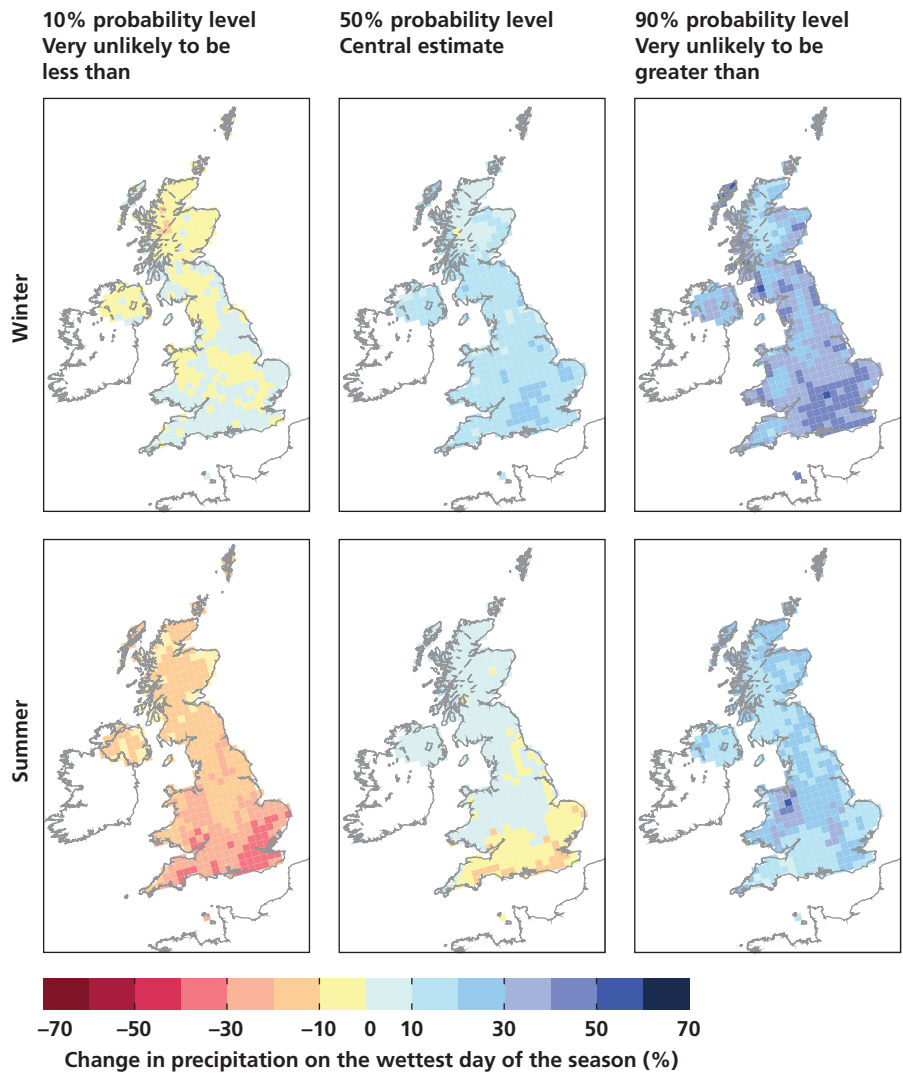 10% probability level
Very unlikely to be
less than
50% probability level
Central estimate
90% probability level
Very unlikely to be
greater than
Winter
Summer
–70 –50 –30 –10 0 10 30 50 70
Change in precipitation on the wettest day of the season (%)